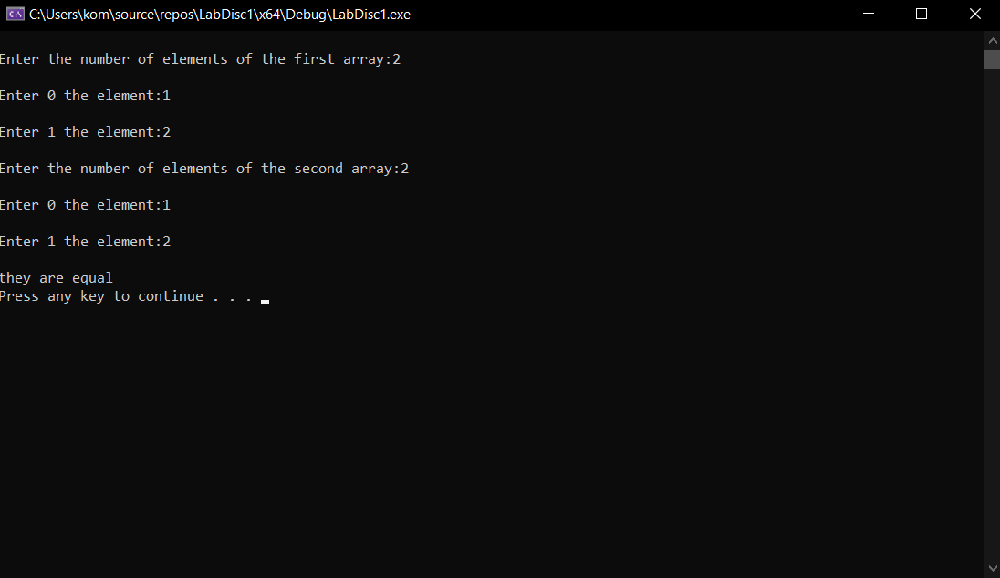 C:\Users\kom\source\repos\LabDisc1\x64\Debug\LabDisc1.exe
Enter the number of elements of the first array:2
Enter 0 the element:1
Enter 1 the element:2
Enter the number of elements of the second array:2
Enter 0 the element:1
Enter 1 the element:2
they are equal
Press any key to continue . . .